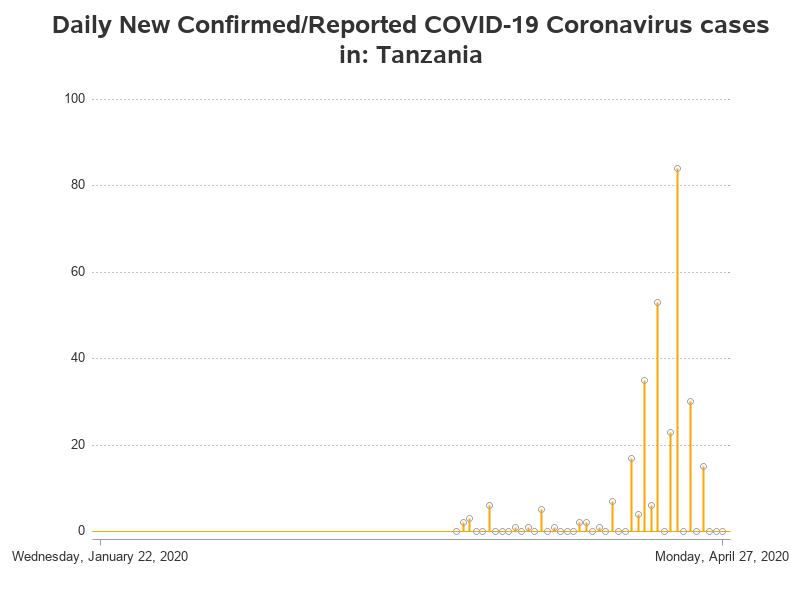 Daily New Confirmed/Reported COVID-19 Coronavirus cases
in: Tanzania
100
80
60
40
20
0
Wednesday, January 22, 2020
Monday, April 27, 2020